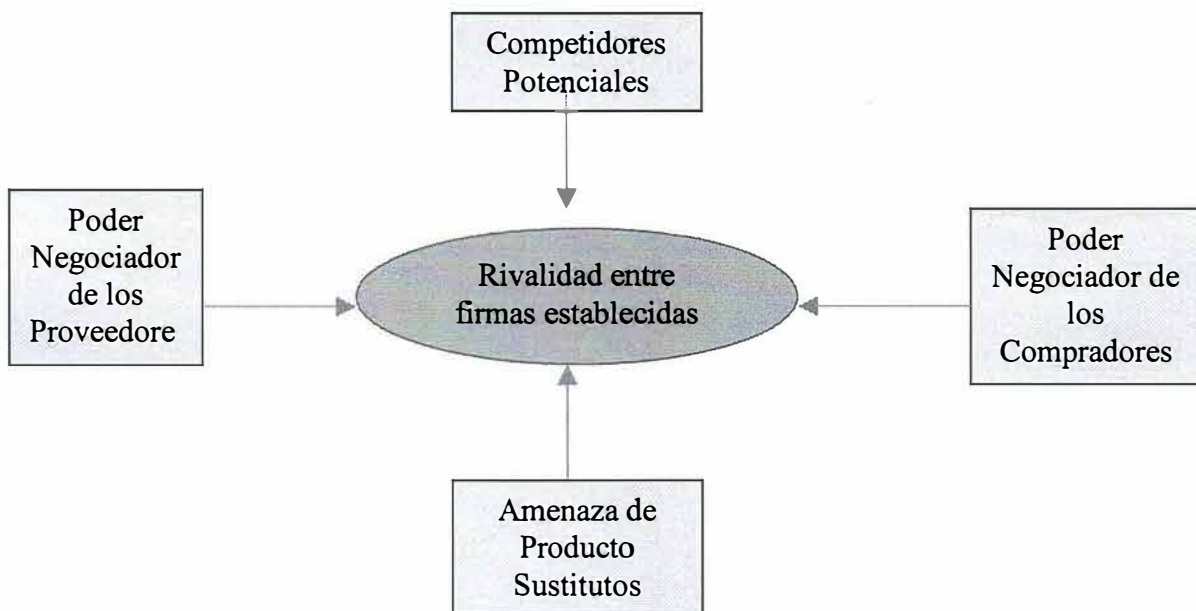 Competidores
Potenciales
Poder
Negociador
de los
Proveedore
Rivalidad entre
firmas establecidas
Poder
Negociador de
los
Compradores
Amenaza de
Producto
Sustitutos